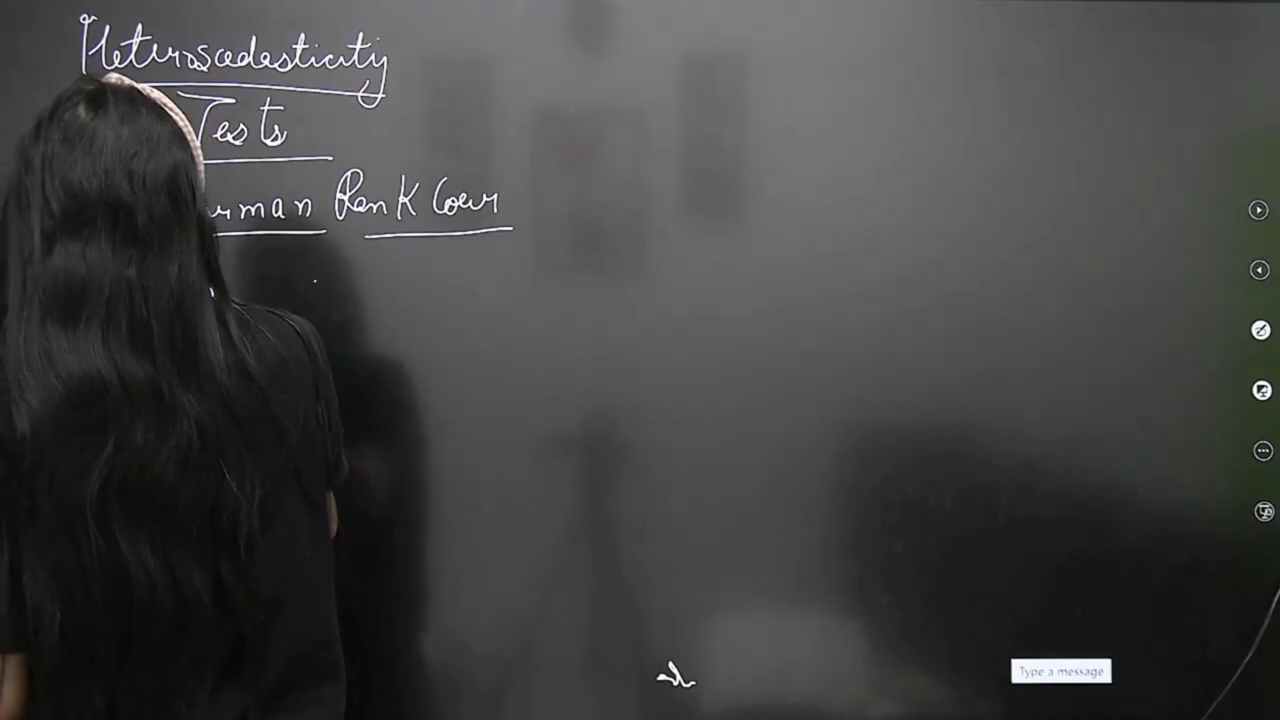 Heteroscedasticity
Tests
rman Rank Corr
Type a message